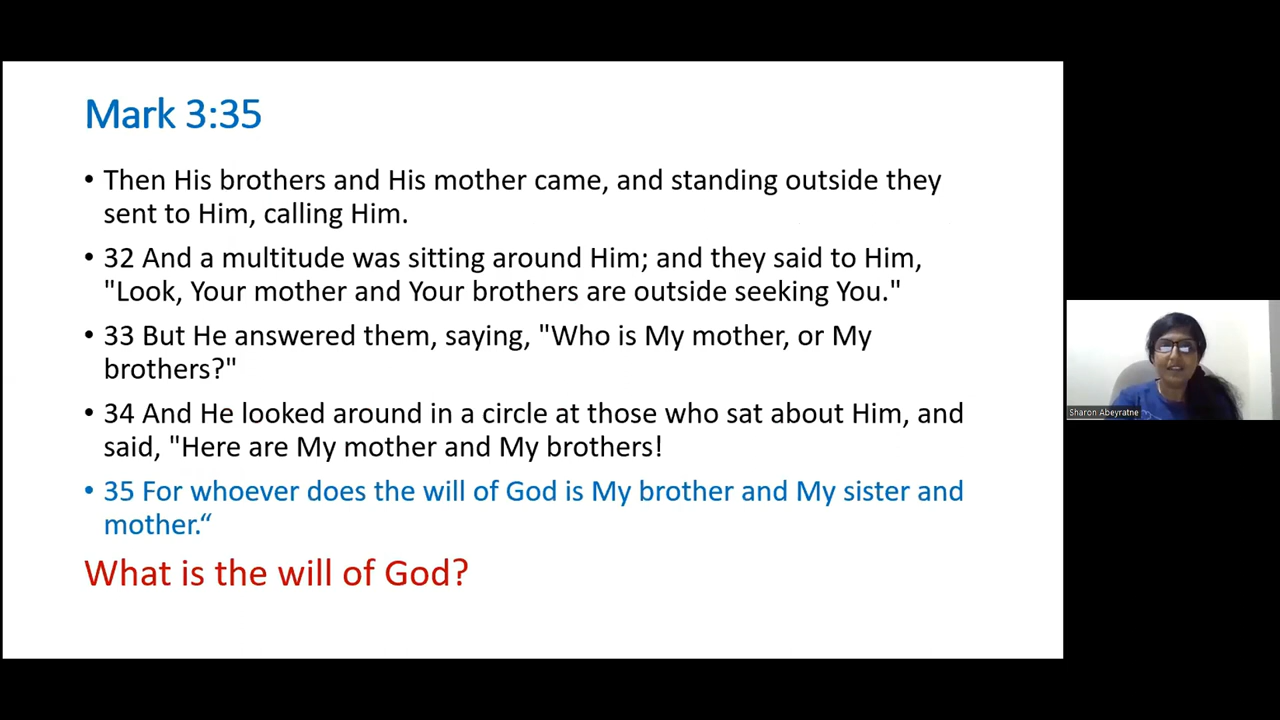 Mark 3:35
• Then His brothers and His mother came, and standing outside they
sent to Him, calling Him.
• 32 And a multitude was sitting around Him; and they said to Him,
"Look, Your mother and Your brothers are outside seeking You."
• 33 But He answered them, saying, "Who is My mother, or My
brothers?"
• 34 And He looked around in a circle at those who sat about Him, and
said, "Here are My mother and My brothers!
• 35 For whoever does the will of God is My brother and My sister and
mother.“
What is the will of God?
Sharon Abeyratne